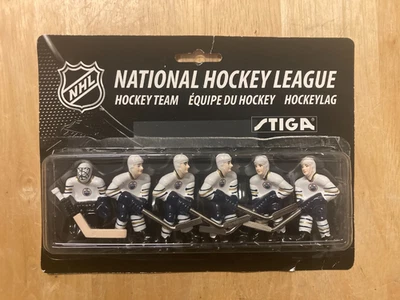 NHL
NATIONAL HOCKEY LEAGUE
HOCKEY TEAM ÉQUIPE DU HOCKEY HOCKEYLAG
STIGA